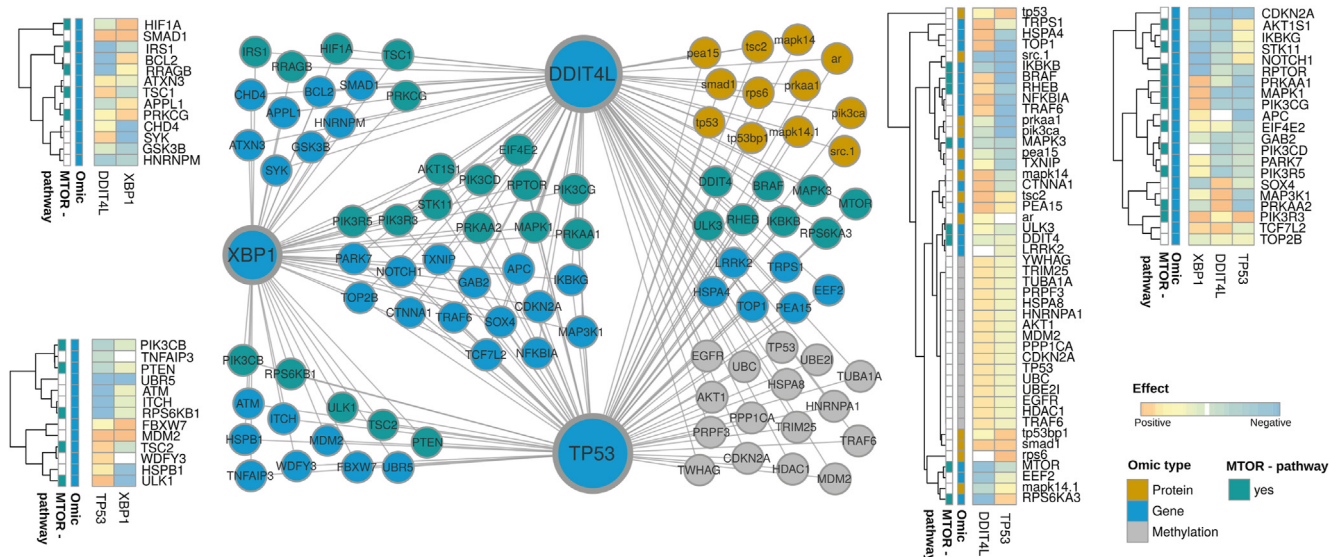 HIF1A
SMAD1
IRS1
BCL2
RRAGB
ATXN3
TSC1
APPL1
PRKCG
CHD4
SYK
GSK3B
HNRNPM
MTOR -
pathway
Omic
DDIT4L
XBP1
PIK3CB
TNFAIP3
PTEN
UBR5
ATM
ITCH
RPS6KB1
FBXW7
MDM2
TSC2
WDFY3
HSPB1
ULK1
MTOR -
pathway
Omic
TP53
XBP1
IRS1
RRAGB
HIF1A
TSC1
CHD4
BCL2
SMAD1
PRKCG
APPL1
HNRNPM
ATXN3
GSK3B
SYK
DDIT4L
XBP1
TP53
pea15
tsc2
mapk14
ar
smad1
rps6
prkaa1
pik3ca
tp53
tp53bp1
mapk14.1
src.1
EIF4E2
AKT1S1
PIK3CD
RPTOR
PIK3CG
STK11
PIK3R5
PIK3R3
PRKAA2
MAPK1
PRKAA1
PARK7
NOTCH1
TXNIP
GAB2
APC
IKBKG
TOP2B
CTNNA1
TRAF6
SOX4
CDKN2A
MAP3K1
TCF7L2
NFKBIA
DDIT4
BRAF
MAPK3
MTOR
ULK3
RHEB
IKBKB
RPS6KA3
LRRK2
TRPS1
HSPA4
TOP1
PEA15
EEF2
PIK3CB
RPS6KB1
ATM
ITCH
ULK1
TSC2
PTEN
HSPB1
MDM2
TNFAIP3
WDFY3
FBXW7
UBR5
EGFR
UBC
TP53
UBE2I
TUBA1A
AKT1
HSPA8
HNRNPA1
PRPF3
PPP1CA
TRIM25
TRAF6
TWHAG
CDKN2A
HDAC1
MDM2
tp53
TRPS1
HSPA4
TOP1
src.1
IKBKB
BRAF
RHEB
NFKBIA
TRAF6
prkaa1
pik3ca
MAPK3
pea15
TXNIP
mapk14
CTNNA1
tsc2
PEA15
ar
ULK3
DDIT4
LRRK2
YWHAG
TRIM25
TUBA1A
PRPF3
HSPA8
HNRNPA1
AKT1
MDM2
PPP1CA
CDKN2A
TP53
UBC
UBE2I
EGFR
HDAC1
TRAF6
tp53bp1
smad1
rps6
MTOR
EEF2
mapk14.1
RPS6KA3
MTOR -
pathway
Omic
DDIT4L
TP53
CDKN2A
AKT1S1
IKBKG
STK11
NOTCH1
RPTOR
PRKAA1
MAPK1
PIK3CG
APC
EIF4E2
GAB2
PIK3CD
PARK7
PIK3R5
SOX4
MAP3K1
PRKAA2
PIK3R3
TCF7L2
TOP2B
MTOR -
pathway
Omic
XBP1
DDIT4L
TP53
Effect
Positive
Negative
Omic type
Protein
Gene
Methylation
MTOR - pathway
yes